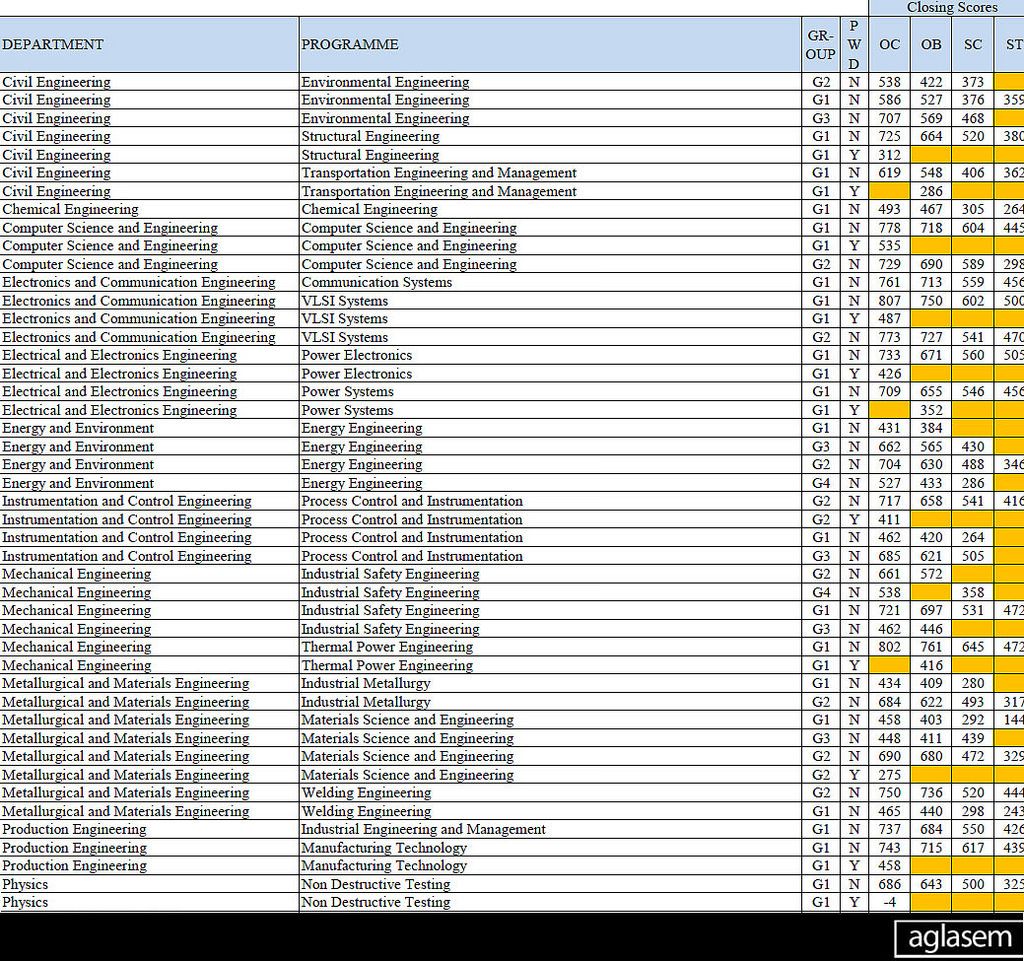 Closing Scores
DEPARTMENT PROGRAMME GR-OUP PWD OC OB SC ST
Civil Engineering Environmental Engineering G2 N 538 422 373
Civil Engineering Environmental Engineering G1 N 586 527 376 359
Civil Engineering Environmental Engineering G3 N 707 569 468
Civil Engineering Structural Engineering G1 N 725 664 520 380
Civil Engineering Structural Engineering G1 Y 312
Civil Engineering Transportation Engineering and Management G1 N 619 548 406 362
Civil Engineering Transportation Engineering and Management G1 Y 286
Chemical Engineering Chemical Engineering G1 N 493 467 305 264
Computer Science and Engineering Computer Science and Engineering G1 N 778 718 604 445
Computer Science and Engineering Computer Science and Engineering G1 Y 535
Computer Science and Engineering Computer Science and Engineering G2 N 729 690 589 298
Electronics and Communication Engineering Communication Systems G1 N 761 713 559 456
Electronics and Communication Engineering VLSI Systems G1 N 807 750 602 500
Electronics and Communication Engineering VLSI Systems G1 Y 487
Electronics and Communication Engineering VLSI Systems G2 N 773 727 541 470
Electrical and Electronics Engineering Power Electronics G1 N 733 671 560 505
Electrical and Electronics Engineering Power Electronics G1 Y 426
Electrical and Electronics Engineering Power Systems G1 N 709 655 546 456
Electrical and Electronics Engineering Power Systems G1 Y 352
Energy and Environment Energy Engineering G1 N 431 384
Energy and Environment Energy Engineering G3 N 662 565 430
Energy and Environment Energy Engineering G2 N 704 630 488 346
Energy and Environment Energy Engineering G4 N 527 433 286
Instrumentation and Control Engineering Process Control and Instrumentation G2 N 717 658 541 416
Instrumentation and Control Engineering Process Control and Instrumentation G2 Y 411
Instrumentation and Control Engineering Process Control and Instrumentation G1 N 462 420 264
Instrumentation and Control Engineering Process Control and Instrumentation G3 N 685 621 505
Mechanical Engineering Industrial Safety Engineering G2 N 661 572
Mechanical Engineering Industrial Safety Engineering G4 N 538 358
Mechanical Engineering Industrial Safety Engineering G1 N 721 697 531 472
Mechanical Engineering Industrial Safety Engineering G3 N 462 446
Mechanical Engineering Thermal Power Engineering G1 N 802 761 645 472
Mechanical Engineering Thermal Power Engineering G1 Y 416
Metallurgical and Materials Engineering Industrial Metallurgy G1 N 434 409 280
Metallurgical and Materials Engineering Industrial Metallurgy G2 N 684 622 493 317
Metallurgical and Materials Engineering Materials Science and Engineering G1 N 458 403 292 144
Metallurgical and Materials Engineering Materials Science and Engineering G3 N 448 411 439
Metallurgical and Materials Engineering Materials Science and Engineering G2 N 690 680 472 329
Metallurgical and Materials Engineering Materials Science and Engineering G2 Y 275
Metallurgical and Materials Engineering Welding Engineering G2 N 750 736 520 444
Metallurgical and Materials Engineering Welding Engineering G1 N 465 440 298 243
Production Engineering Industrial Engineering and Management G1 N 737 684 550 426
Production Engineering Manufacturing Technology G1 N 743 715 617 439
Production Engineering Manufacturing Technology G1 Y 458
Physics Non Destructive Testing G1 N 686 643 500 325
Physics Non Destructive Testing G1 Y -4
aglasem